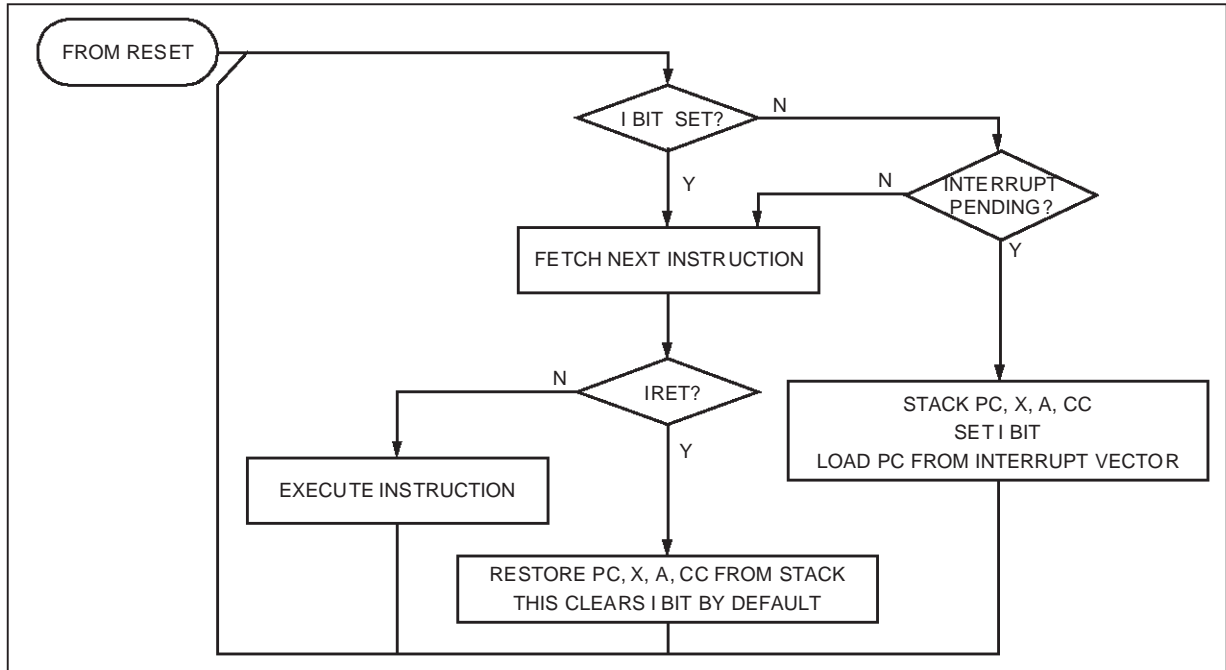 FROM RESET
I BIT SET?
N
Y
N
INTERRUPT
PENDING?
Y
FETCH NEXT INSTRUCTION
N
IRET?
Y
STACK PC, X, A, CC
SET I BIT
LOAD PC FROM INTERRUPT VECTOR
EXECUTE INSTRUCTION
RESTORE PC, X, A, CC FROM STACK
THIS CLEARS I BIT BY DEFAULT